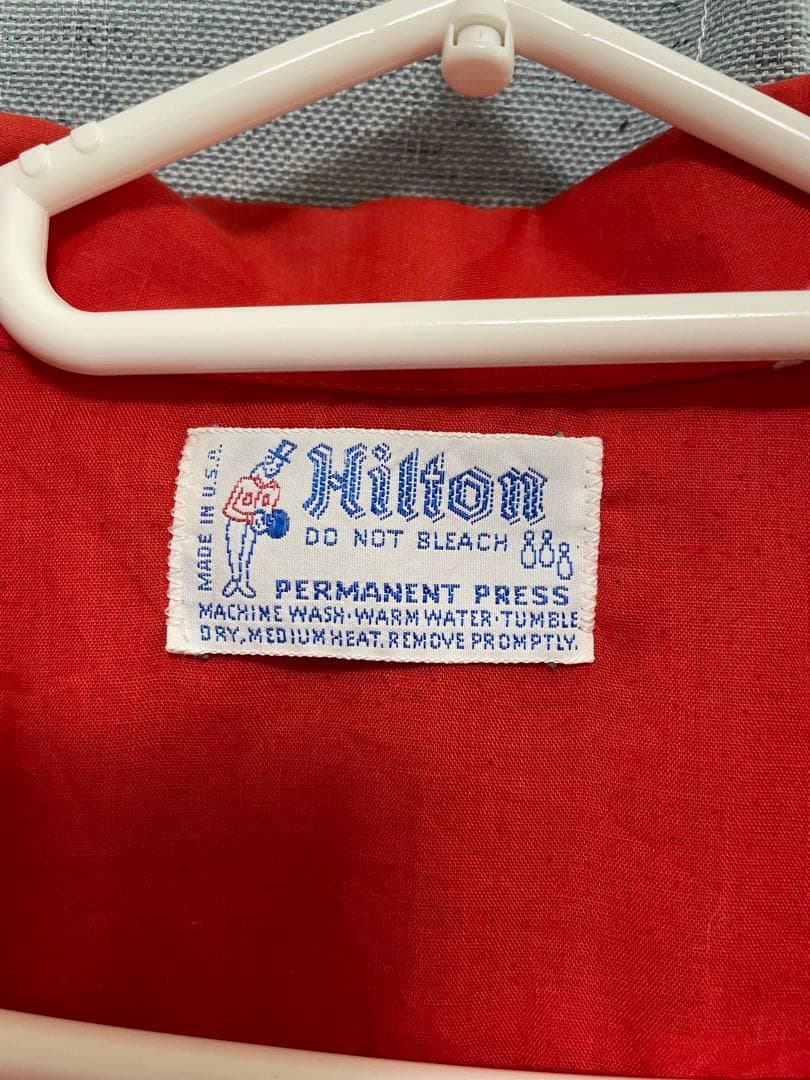 MADE IN U.S.A.
Hilton
DO NOT BLEACH
PERMANENT PRESS
MACHINE WASH·WARM WATER·TUMBLE
DRY, MEDIUM HEAT. REMOVE PROMPTLY.